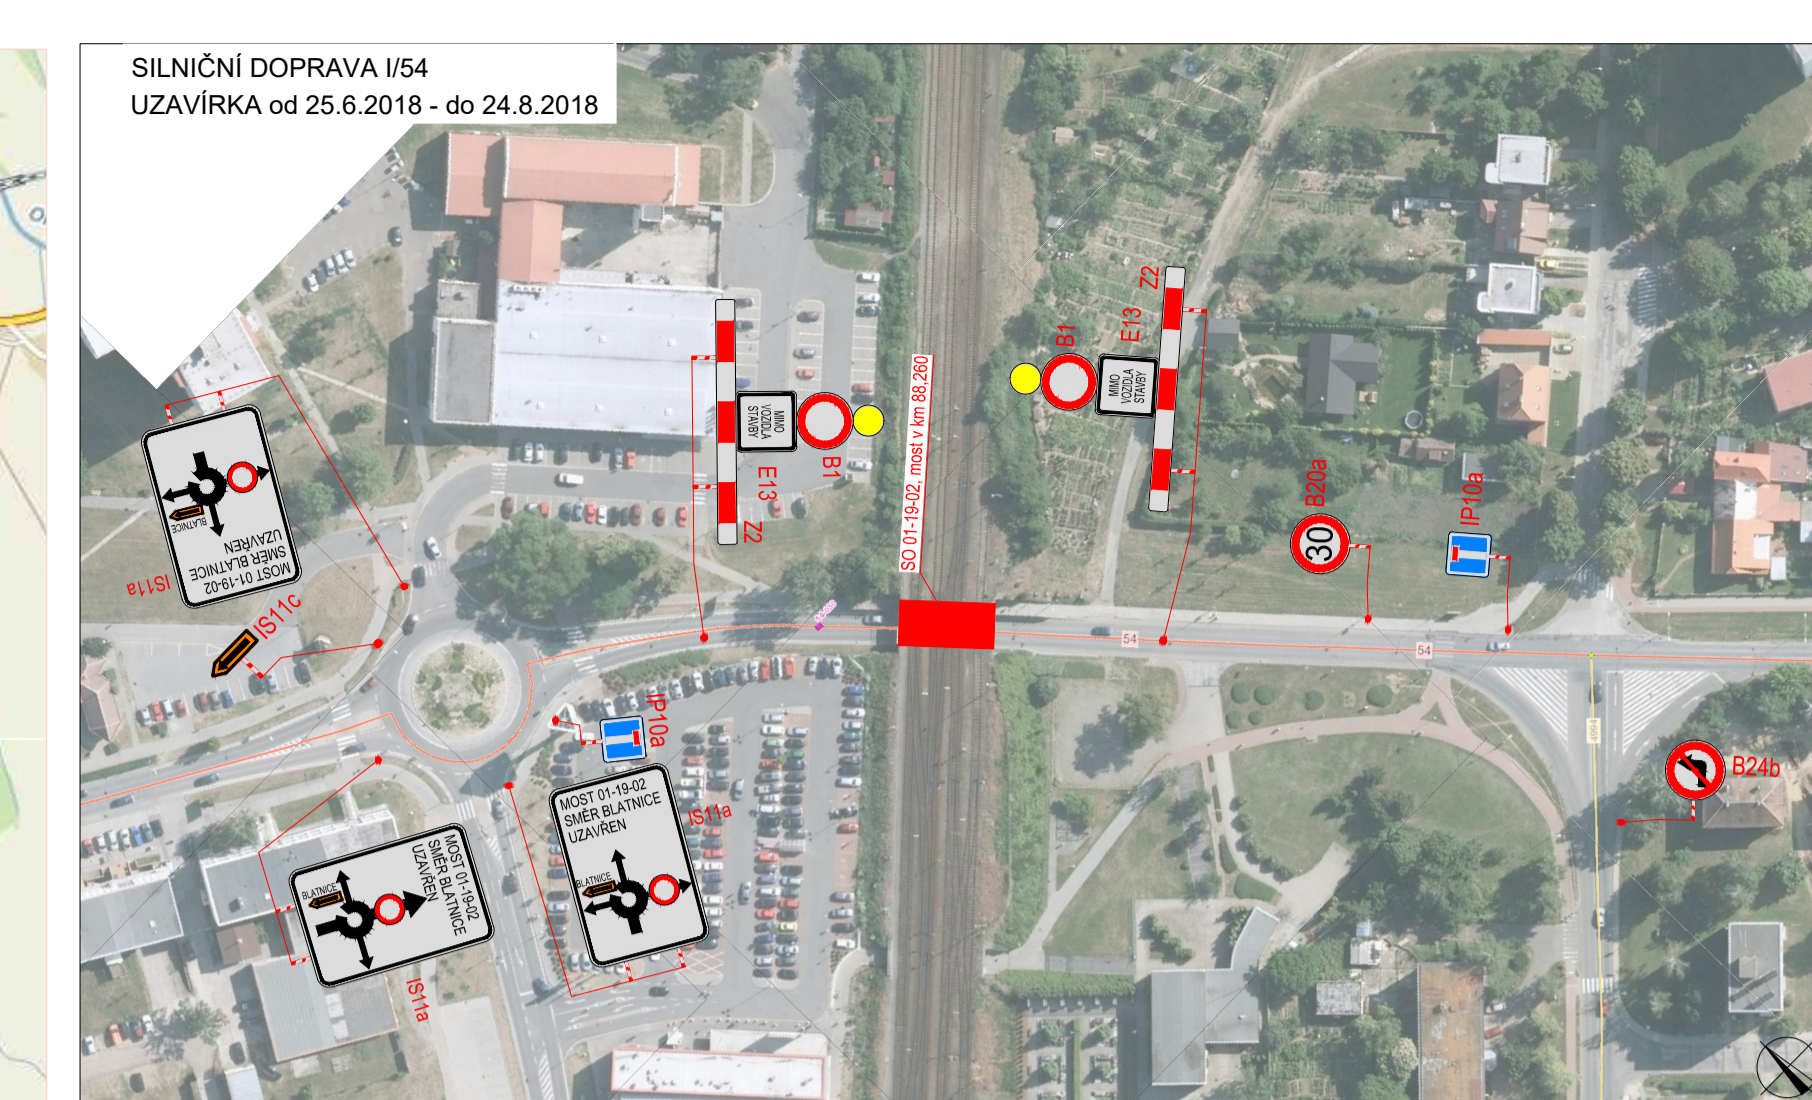 SILNIČNÍ DOPRAVA I/54
UZAVÍRKA od 25.6.2018 - do 24.8.2018
Z2
E13
B1
MIMO
VOZIDLA
STAVBY
MIMO
VOZIDLA
STAVBY
B1
E13
Z2
SO 01-19-02, most v km 88,260
B20a
30
IP10a
BLATNICE
MOST 01-19-02
SMĚR BLATNICE
UZAVŘEN
IS11a
IS11c
54
54
4994
IP10a
B24b
MOST 01-19-02
SMĚR BLATNICE
UZAVŘEN
BLATNICE
IS11a
MOST 01-19-02
SMĚR BLATNICE
UZAVŘEN
BLATNICE
IS11a